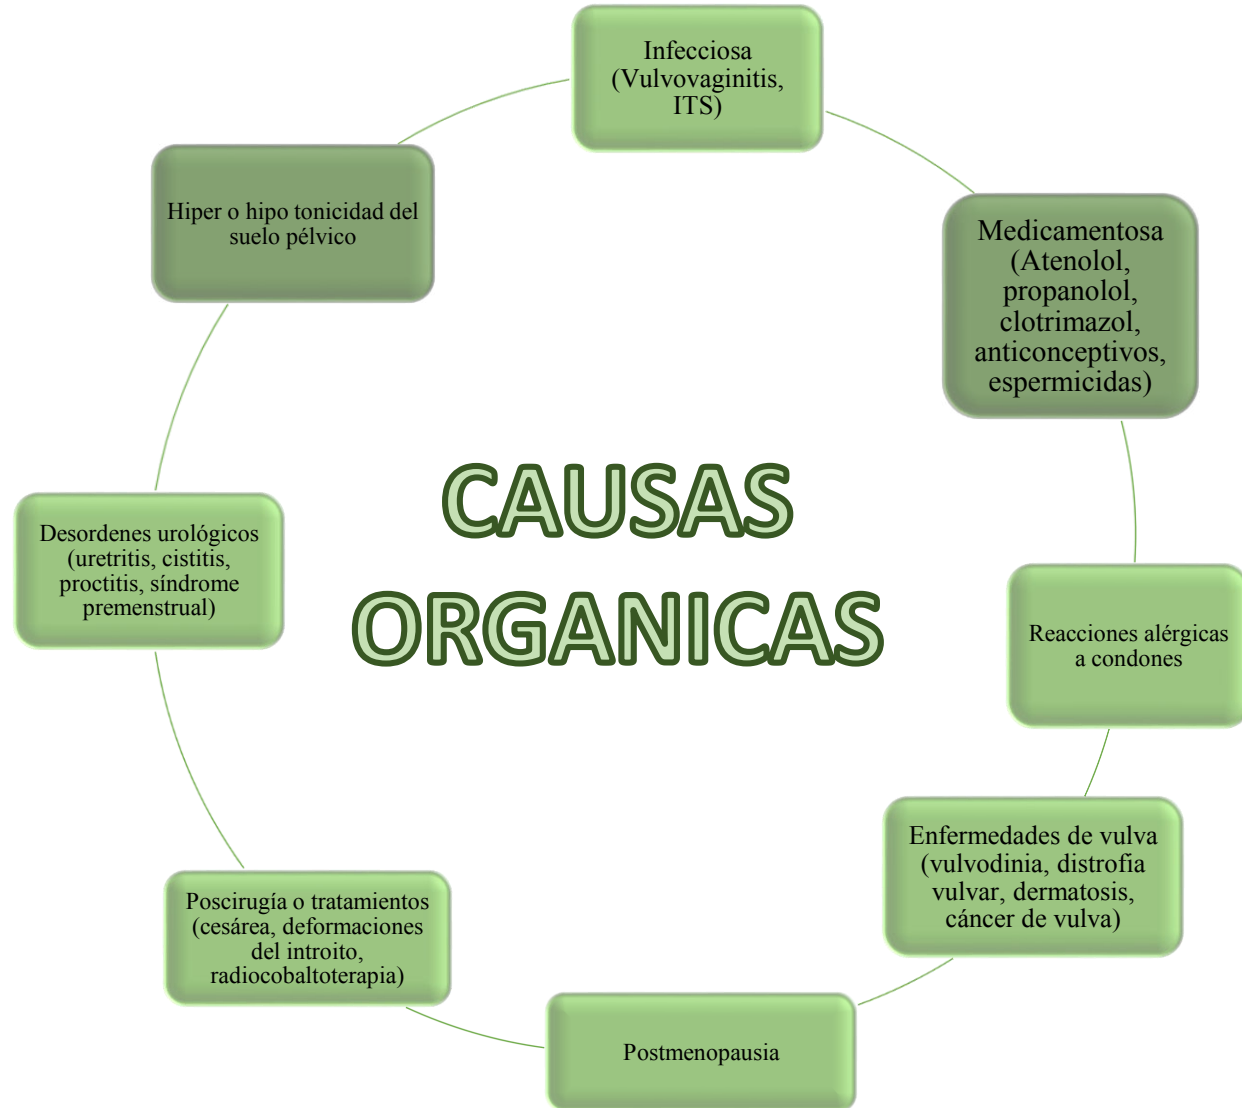 Infecciosa
(Vulvovaginitis,
ITS)
Medicamentosa
(Atenolol,
propanolol,
clotrimazol,
anticonceptivos,
espermicidas)
Reacciones alérgicas
a condones
Enfermedades de vulva
(vulvodinia, distrofia
vulvar, dermatosis,
cáncer de vulva)
Postmenopausia
Poscirugía o tratamientos
(cesárea, deformaciones
del introito,
radiocobaltoterapia)
Desordenes urológicos
(uretritis, cistitis,
proctitis, síndrome
premenstrual)
Hiper o hipo tonicidad del
suelo pélvico
CAUSAS
ORGANICAS